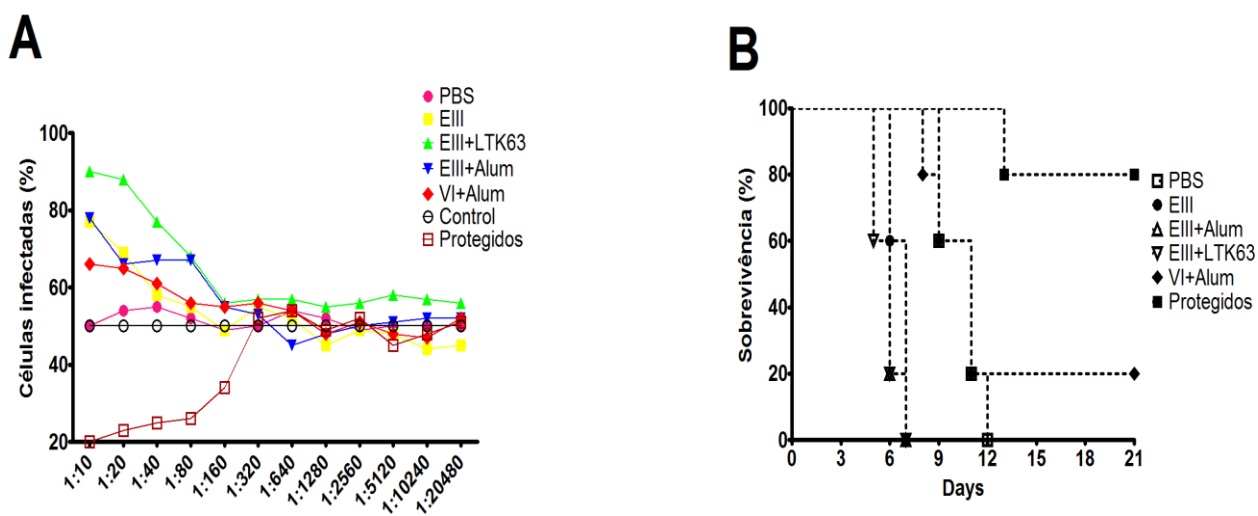 A
PBS
EIII
EIII+LTK63
EIII+Alum
VI+Alum
Control
Protegidos
Células infectadas (%)
100
80
60
40
20
1:10
1:20
1:40
1:80
1:160
1:320
1:640
1:1280
1:2560
1:5120
1:10240
1:20480
B
Sobrevivência (%)
100
80
60
40
20
0
0
3
6
9
12
15
18
21
Days
PBS
EIII
EIII+Alum
EIII+LTK63
VI+Alum
Protegidos